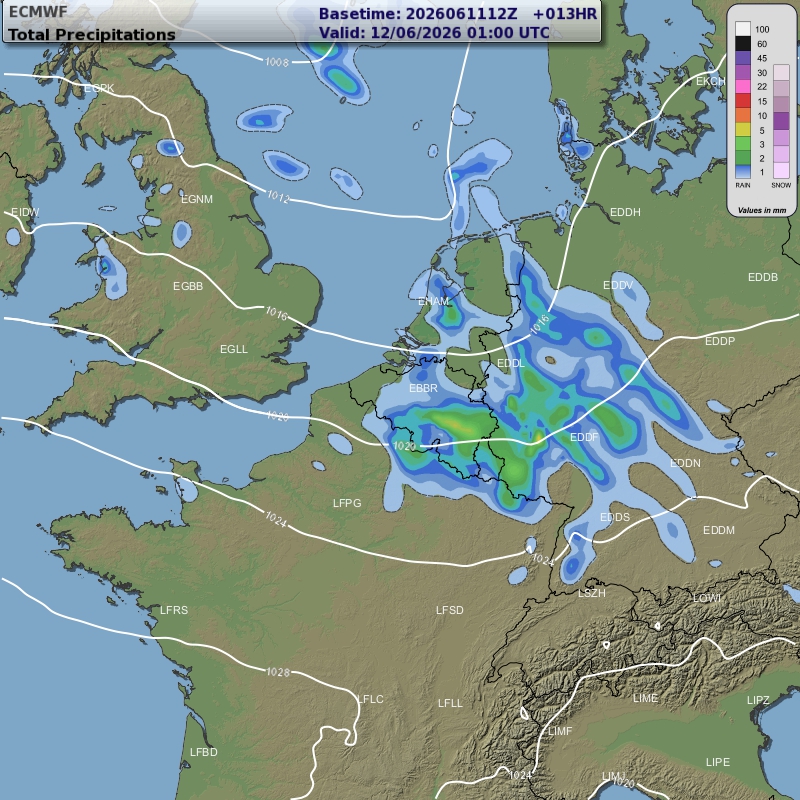 ECMWF
Basetime: 2026061112Z +013HR
Total Precipitations
Valid: 12/06/2026 01:00 UTC
100
60
45
30
22
15
10
5
3
2
1
RAIN
SNOW
Values in mm
1008
EGPK
EKCH
1012
EGNM
EIDW
EDDH
EDDB
EGBB
EDDV
EHAM
1016
1016
EDDP
EGLL
EDDL
EBBR
1020
1020
EDDF
EDDN
LFPG
1024
EDDS
EDDM
1024
LSZH
LOWI
LFRS
LFSD
1028
LFLC
LFLL
LIME
LIPZ
LIMF
LFBD
LIPE
1024
LIMJ
1020